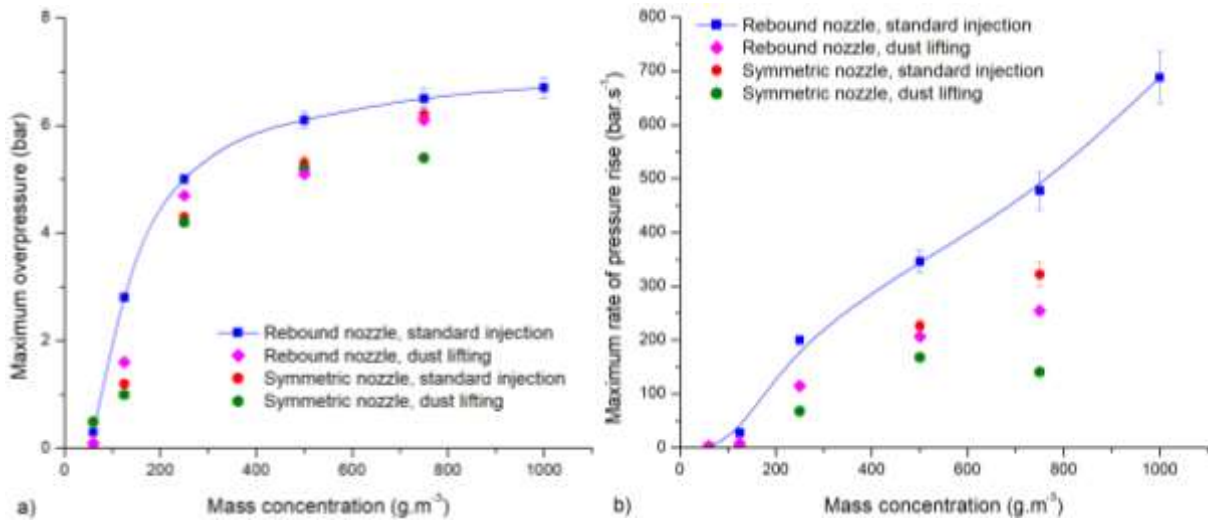 Maximum overpressure (bar)
6
4
2
0
0 200 400 600 800 1000
Mass concentration (g.m-3)
Rebound nozzle, standard injection
Rebound nozzle, dust lifting
Symmetric nozzle, standard injection
Symmetric nozzle, dust lifting
a)
Maximum rate of pressure rise (bar.s-1)
800
700
600
500
400
300
200
100
0
0 200 400 600 800 1000
Mass concentration (g.m-3)
Rebound nozzle, standard injection
Rebound nozzle, dust lifting
Symmetric nozzle, standard injection
Symmetric nozzle, dust lifting
b)